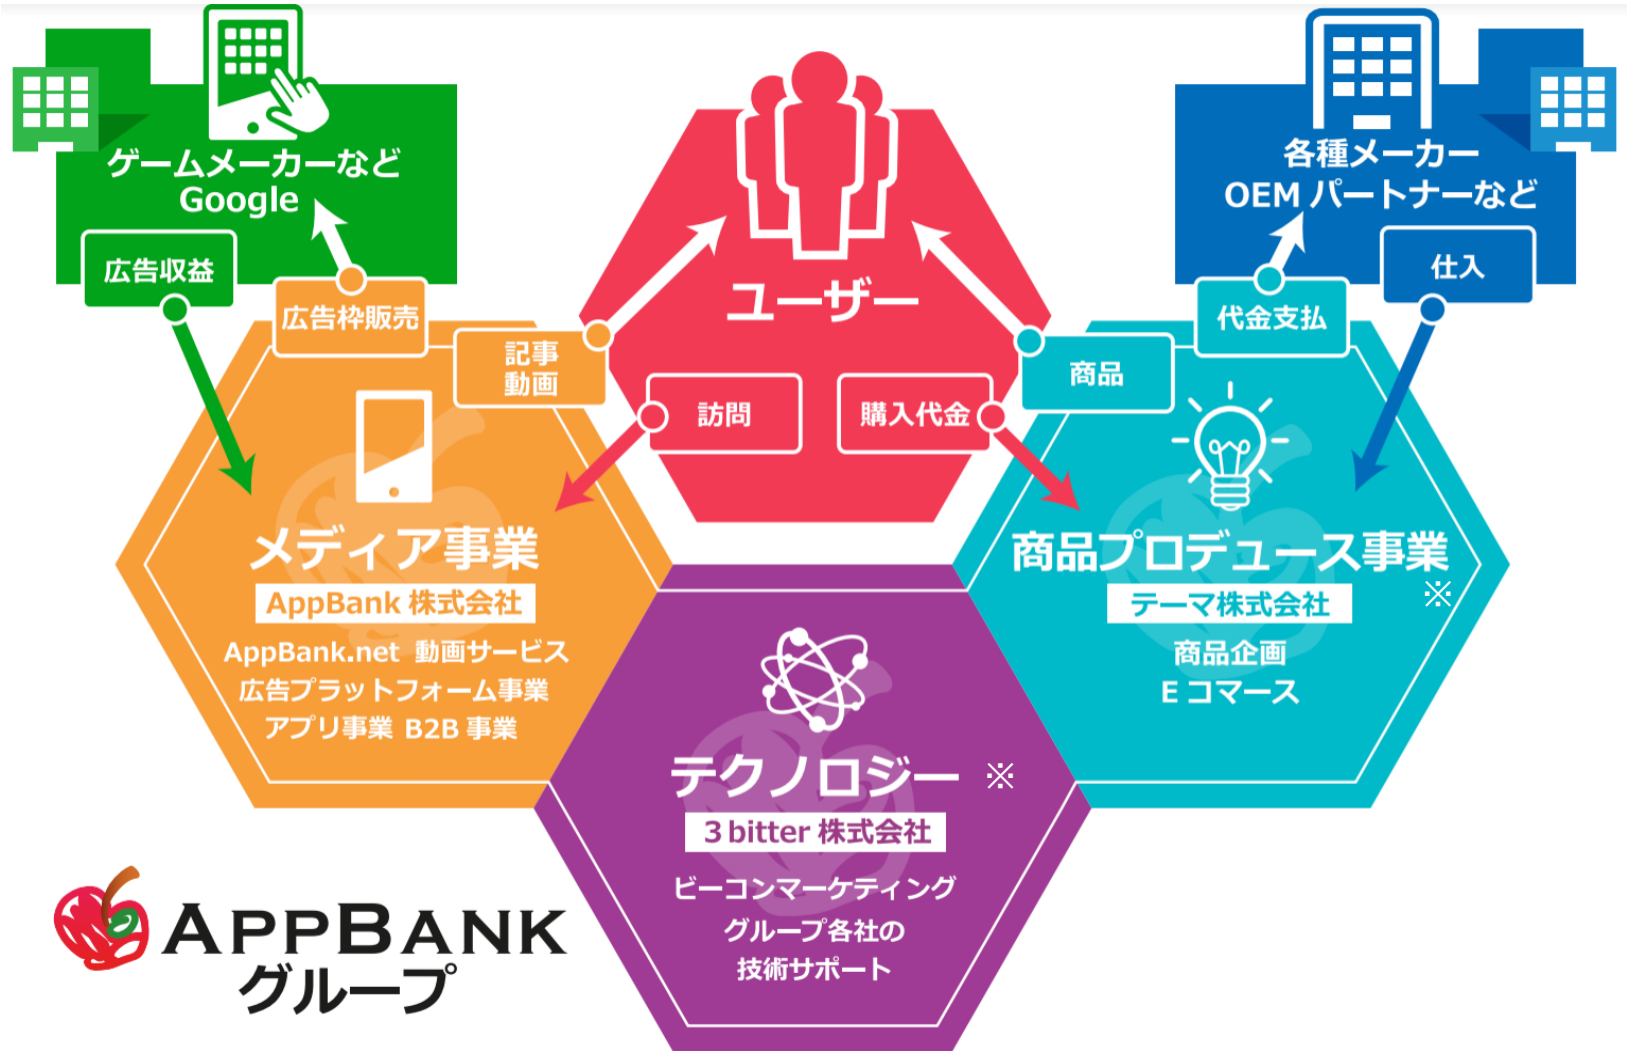 ゲームメーカーなど
Google
広告収益
広告枠販売
記事
動画
ユーザー
訪問
購入代金
各種メーカー
OEM パートナーなど
仕入
代金支払
商品
メディア事業
AppBank 株式会社
AppBank.net 動画サービス
広告プラットフォーム事業
アプリ事業 B2B 事業
商品プロデュース事業
※
テーマ株式会社
商品企画
E コマース
テクノロジー ※
3 bitter 株式会社
ビーコンマーケティング
グループ各社の
技術サポート
APPBANK
グループ